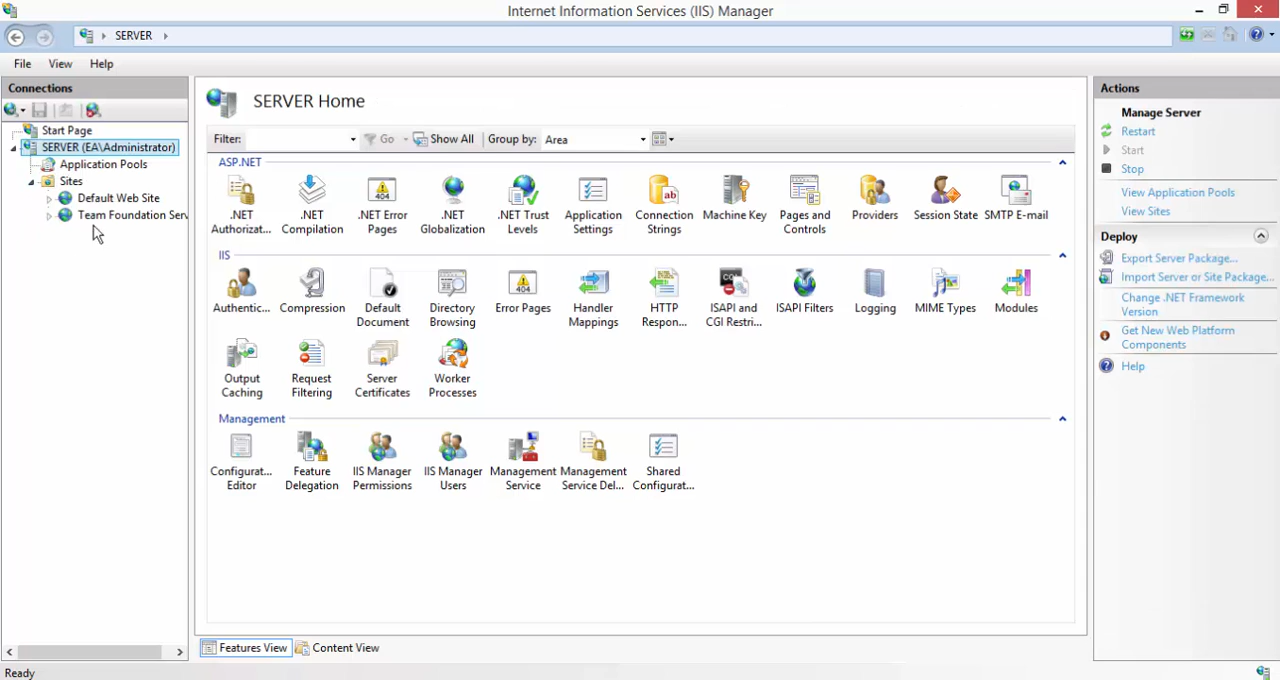 Internet Information Services (IIS) Manager
SERVER
File View Help
Connections
Start Page
SERVER (EA\Administrator)
Application Pools
Sites
Default Web Site
Team Foundation Serv
SERVER Home
Filter: Go Show All Group by: Area
ASP.NET
.NET Authorizat...
.NET Compilation
.NET Error Pages
.NET Globalization
.NET Trust Levels
Application Settings
Connection Strings
Machine Key
Pages and Controls
Providers
Session State
SMTP E-mail
IIS
Authentic...
Compression
Default Document
Directory Browsing
Error Pages
Handler Mappings
HTTP Respon...
ISAPI and CGI Restri...
ISAPI Filters
Logging
MIME Types
Modules
Output Caching
Request Filtering
Server Certificates
Worker Processes
Management
Configurat... Editor
Feature Delegation
IIS Manager Permissions
IIS Manager Users
Management Service
Management Service Del...
Shared Configurat...
Features View Content View
Actions
Manage Server
Restart
Start
Stop
View Application Pools
View Sites
Deploy
Export Server Package...
Import Server or Site Package...
Change .NET Framework
Version
Get New Web Platform
Components
Help
Ready